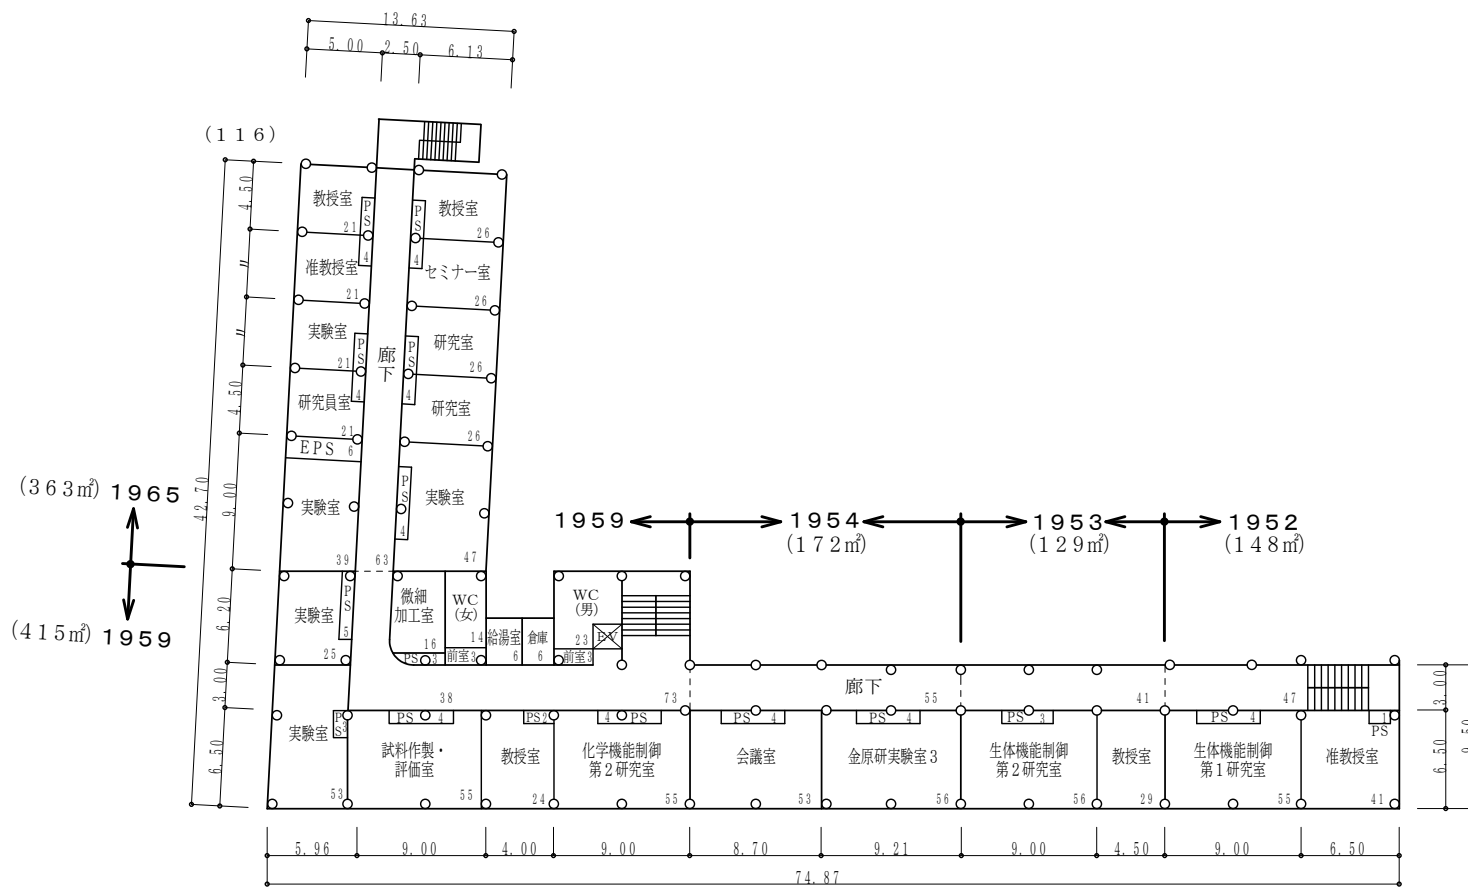 13.63
5.00 2.50 6.13
(116)
4.50
〃
〃
4.50
9.00
42.70
6.20
3.00
6.50
教授室
21
PS
4
教授室
26
PS
4
准教授室
21
セミナー室
26
実験室
21
PS
4
廊下
研究室
26
PS
4
研究員室
21
研究室
26
EPS 6
実験室
39
63
PS
4
実験室
47
(363㎡) 1965
(415㎡) 1959
1959
1954
(172㎡)
1953
(129㎡)
1952
(148㎡)
実験室
25
PS
5
微細
加工室
16
PS 3
WC
(女)
14
前室3
給湯室
6
倉庫
6
WC
(男)
23
前室3
EV
38
73
廊下
55
41
47
3.00
6.50
9.50
実験室
53
PS
3
PS 4
試料作製・
評価室
55
PS2
教授室
24
4 PS
化学機能制御
第2研究室
55
PS 4
会議室
53
PS 4
金原研実験室3
56
PS 3
生体機能制御
第2研究室
56
教授室
29
PS 4
生体機能制御
第1研究室
55
1
PS
准教授室
41
5.96 9.00 4.00 9.00 8.70 9.21 9.00 4.50 9.00 6.50
74.87